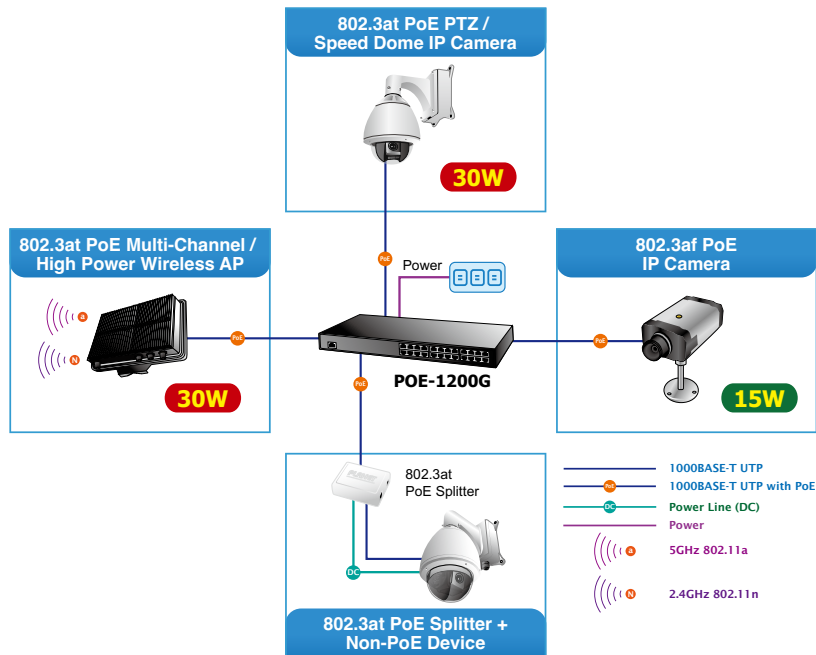 802.3at PoE PTZ /
Speed Dome IP Camera
30W
802.3at PoE Multi-Channel /
High Power Wireless AP
a
N
30W
PoE
Power
PoE
PoE
PoE
POE-1200G
802.3af PoE
IP Camera
15W
PLANET
802.3at
PoE Splitter
DC
802.3at PoE Splitter +
Non-PoE Device
1000BASE-T UTP
PoE
1000BASE-T UTP with PoE
DC
Power Line (DC)
Power
a
5GHz 802.11a
N
2.4GHz 802.11n